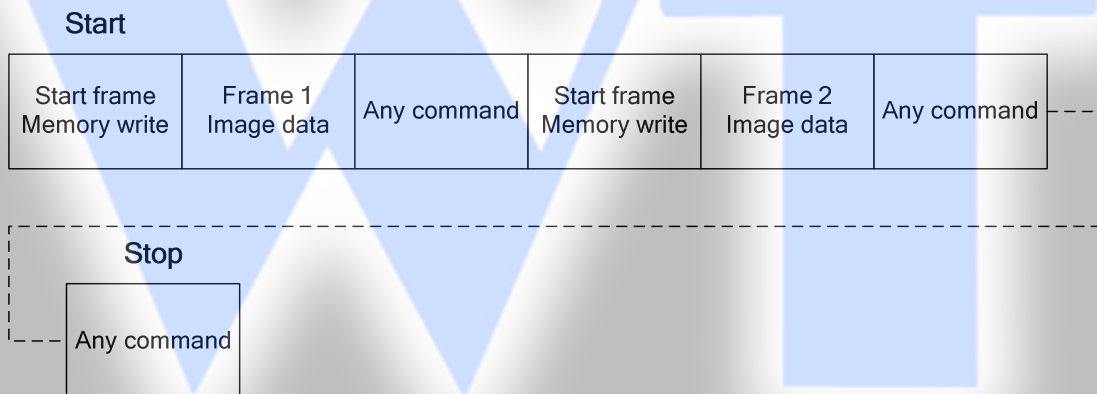 Start
Start frame
Memory write
Frame 1
Image data
Any command
Start frame
Memory write
Frame 2
Image data
Any command
Stop
Any command